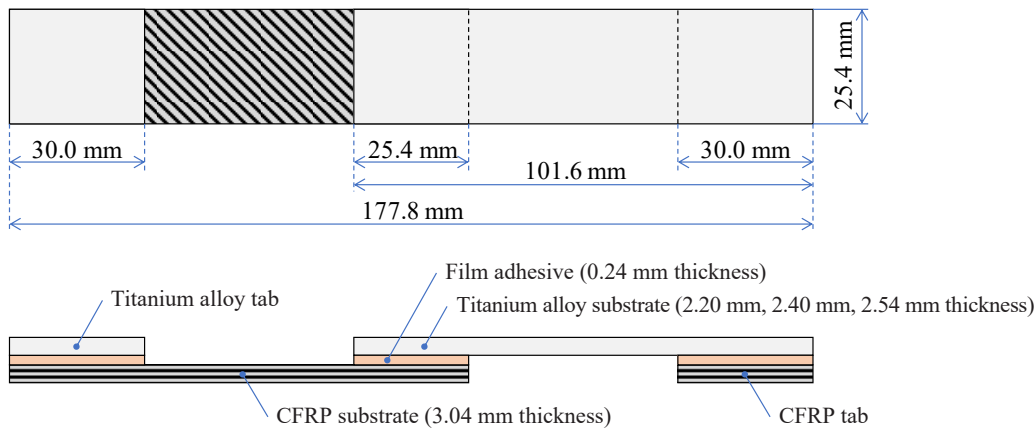 25.4 mm
30.0 mm
25.4 mm
30.0 mm
101.6 mm
177.8 mm
Film adhesive (0.24 mm thickness)
Titanium alloy tab
Titanium alloy substrate (2.20 mm, 2.40 mm, 2.54 mm thickness)
CFRP substrate (3.04 mm thickness)
CFRP tab